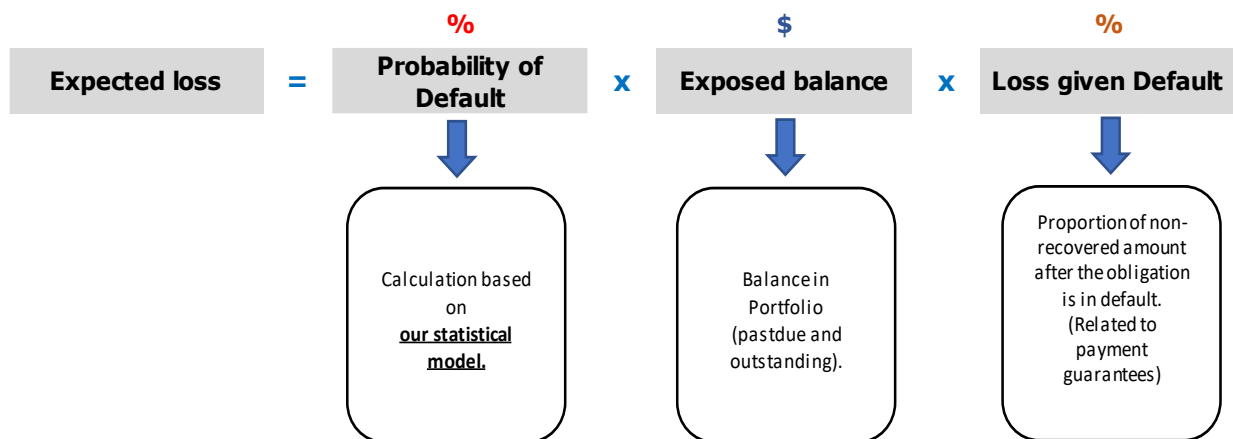 %
$
%
Expected loss
=
Probability of
Default
x
Exposed balance
x
Loss given Default
Calculation based
on
our statistical
model.
Balance in
Portfolio
(pastdue and
outstanding).
Proportion of non-
recovered amount
after the obligation
is in default.
(Related to
payment
guarantees)